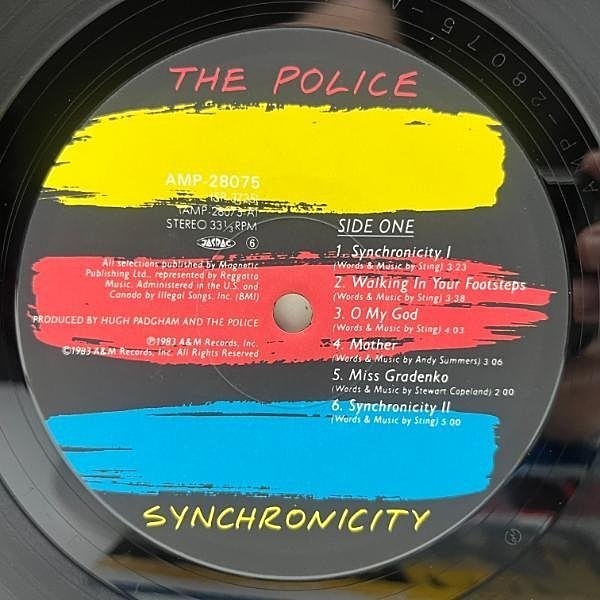 THE POLICE
AMP-28075
(AMP-28075-A)
STEREO 33⅓RPM
JASRAC ⑥
SIDE ONE
1. Synchronicity I
(Words & Music by Sting) 3:23
2. Walking In Your Footsteps
(Words & Music by Sting) 3:38
3. O My God
(Words & Music by Sting) 4:03
4. Mother
(Words & Music by Andy Summers) 3:06
5. Miss Gradenko
(Words & Music by Stewart Copeland) 2:00
6. Synchronicity II
(Words & Music by Sting) 5:00
All selections published by Magnetic
Publishing Ltd., represented by Reggatta
Music. Administered in the U.S. and
Canada by Illegal Songs, Inc. (BMI)
PRODUCED BY HUGH PADGHAM AND THE POLICE
℗1983 A&M Records, Inc.
©1983 A&M Records, Inc. All Rights Reserved
SYNCHRONICITY
AMP-28075-A